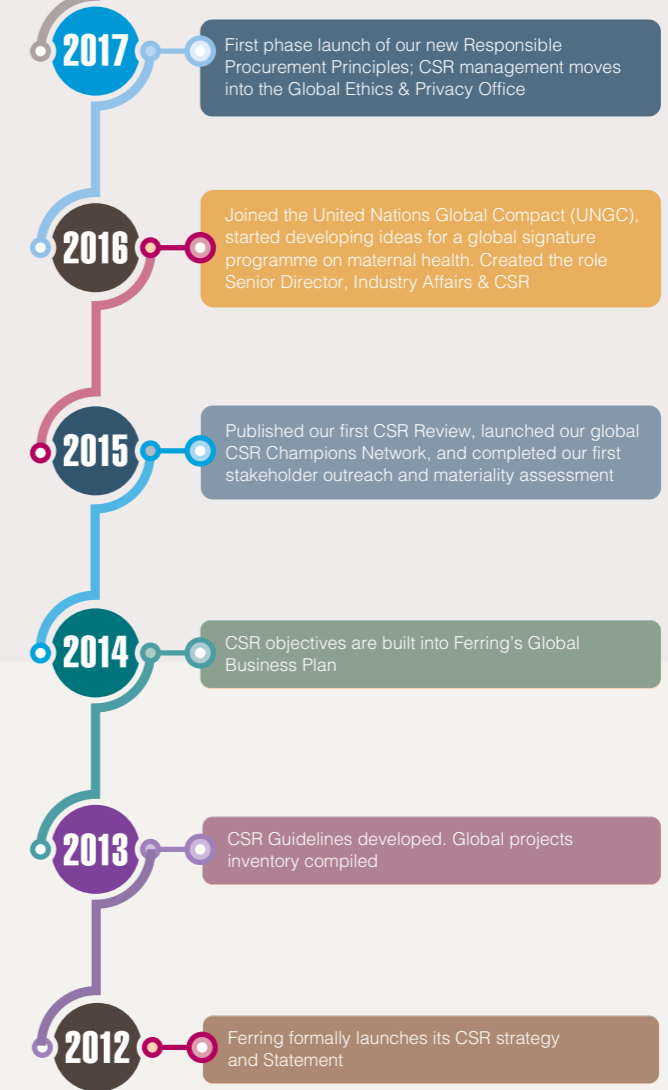 2017
First phase launch of our new Responsible
Procurement Principles; CSR management moves
into the Global Ethics & Privacy Office
2016
Joined the United Nations Global Compact (UNGC),
started developing ideas for a global signature
programme on maternal health. Created the role
Senior Director, Industry Affairs & CSR
2015
Published our first CSR Review, launched our global
CSR Champions Network, and completed our first
stakeholder outreach and materiality assessment
2014
CSR objectives are built into Ferring's Global
Business Plan
2013
CSR Guidelines developed. Global projects
inventory compiled
2012
Ferring formally launches its CSR strategy
and Statement